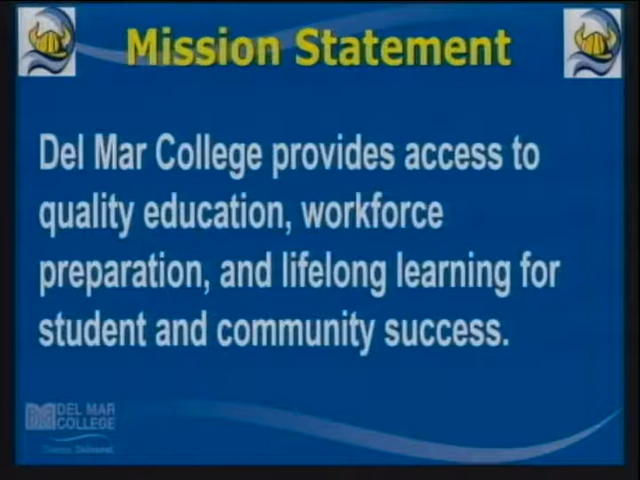 Mission Statement
Del Mar College provides access to
quality education, workforce
preparation, and lifelong learning for
student and community success.
DEL MAR
COLLEGE